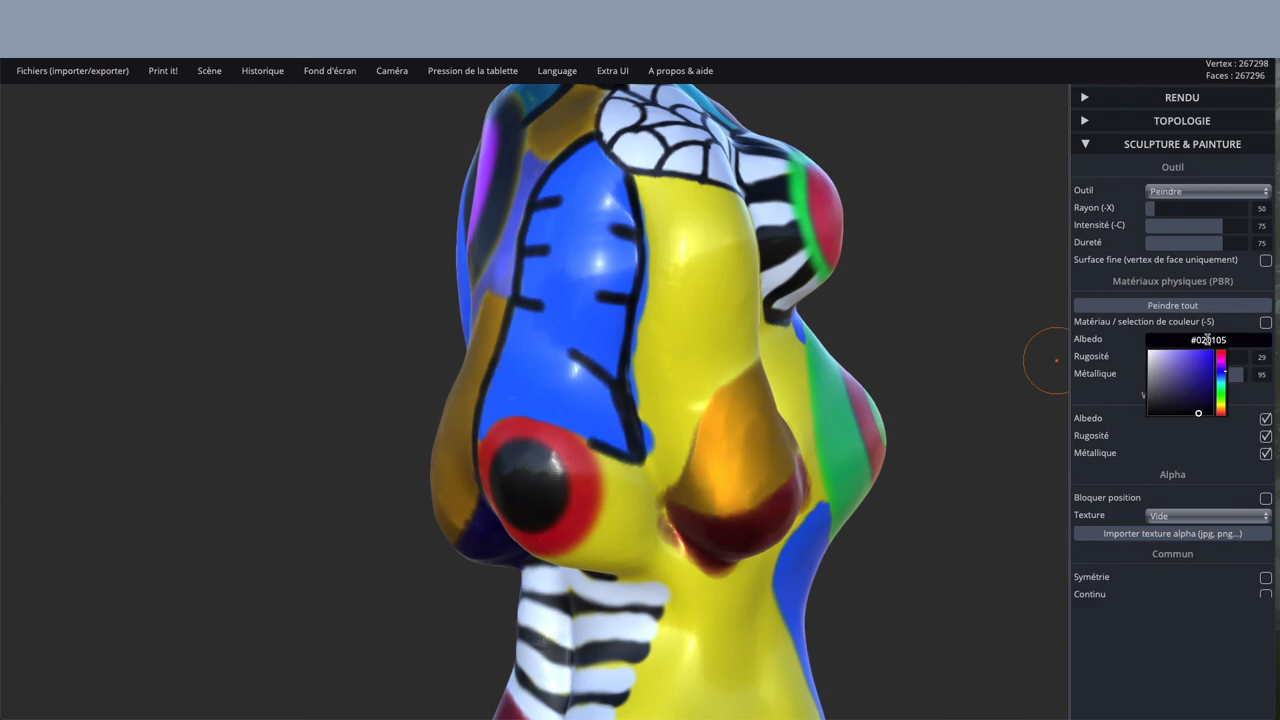 Fichiers (importer/exporter) Print it! Scène Historique Fond d'écran Caméra Pression de la tablette Language Extra UI A propos & aide
Vertex : 267298
Faces : 267296
RENDU
TOPOLOGIE
SCULPTURE & PAINTURE
Outil
Outil Peindre
Rayon (-X) 50
Intensité (-C) 75
Dureté 75
Surface fine (vertex de face uniquement)
Matériaux physiques (PBR)
Peindre tout
Matériau / selection de couleur (-S)
Albedo
Rugosité 29
Métallique 95
Albedo
Rugosité
Métallique
Alpha
Bloquer position
Texture Vide
Importer texture alpha (jpg, png...)
Commun
Symétrie
Continu